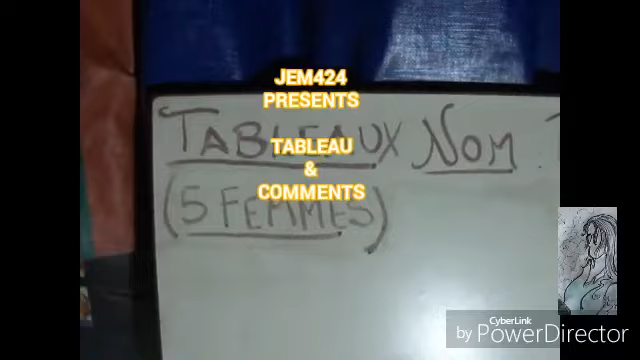 JEM424
PRESENTS
TABLEAU
&
COMMENTS
TABLEAUX NOM
(5 FEMMES)
CyberLink
by PowerDirector